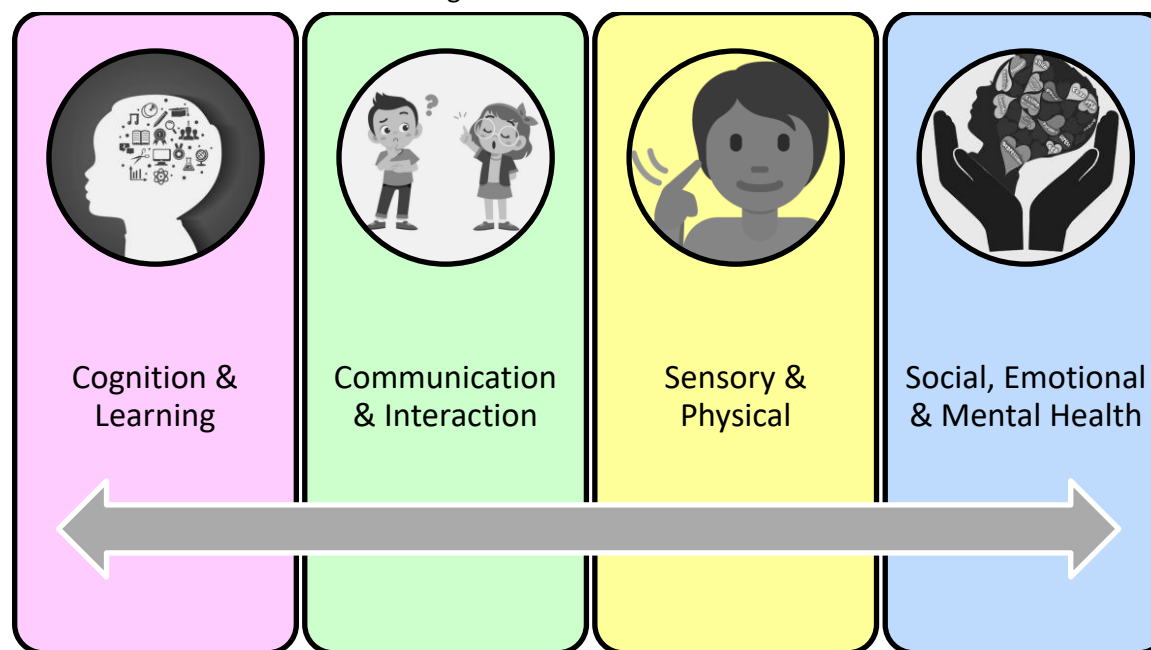 Cognition &
Learning
Communication
& Interaction
Sensory &
Physical
Social, Emotional
& Mental Health